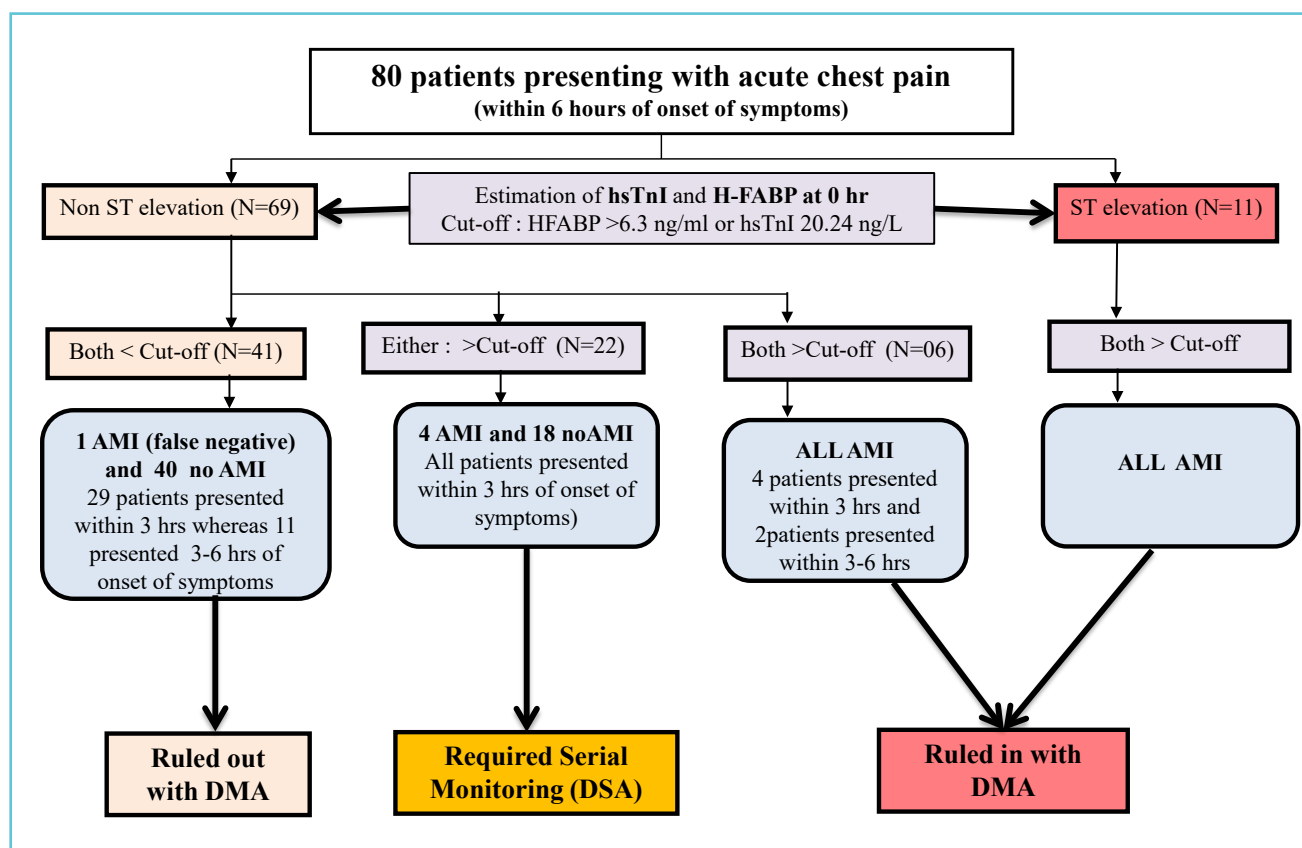 80 patients presenting with acute chest pain
(within 6 hours of onset of symptoms)
Non ST elevation (N=69)
Estimation of hsTnI and H-FABP at 0 hr
Cut-off : HFABP >6.3 ng/ml or hsTnI 20.24 ng/L
ST elevation (N=11)
Both < Cut-off (N=41)
Either : >Cut-off (N=22)
Both >Cut-off (N=06)
Both > Cut-off
1 AMI (false negative)
and 40 no AMI
29 patients presented
within 3 hrs whereas 11
presented 3-6 hrs of
onset of symptoms
4 AMI and 18 noAMI
All patients presented
within 3 hrs of onset of
symptoms)
ALL AMI
4 patients presented
within 3 hrs and
2patients presented
within 3-6 hrs
ALL AMI
Ruled out
with DMA
Required Serial
Monitoring (DSA)
Ruled in with
DMA